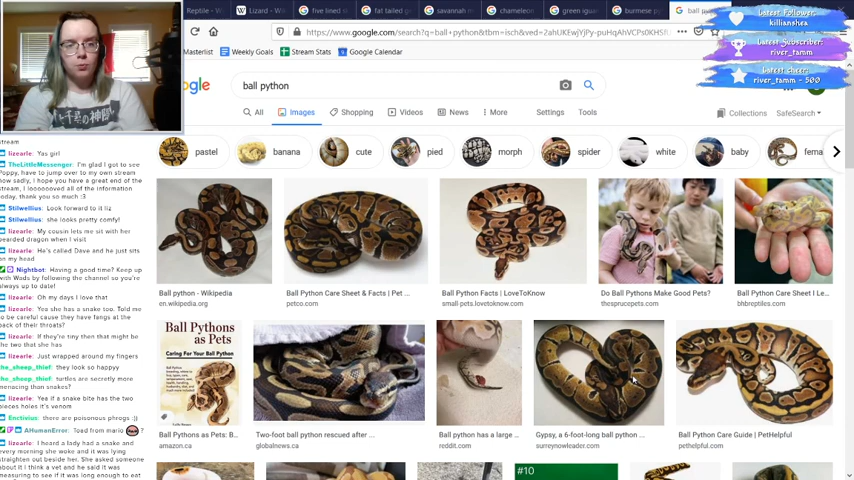 Reptile - Wi
Lizard - Wi
five lined s
fat tailed g
savannah m
chameleon
green iguan
burmese p
ball
https://www.google.com/search?q=ball+python&tbm=isch&ved=2ahUKEwjYjPy-puHqAhVCPs0KHSf
Masterlist Weekly Goals Stream Stats Google Calendar
Latest Follower:
killianshea
Latest Subscriber:
river_tamm
Latest cheer:
river_tamm - 500
ogle ball python
All Images Shopping Videos News More Settings Tools Collections SafeSearch
pastel banana cute pied morph spider white baby fema
Ball python - Wikipedia
en.wikipedia.org
Ball Python Care Sheet & Facts | Pet ...
petco.com
Ball Python Facts | LoveToKnow
small-pets.lovetoknow.com
Do Ball Pythons Make Good Pets?
thesprucepets.com
Ball Python Care Sheet I Le...
bhbreptiles.com
Ball Pythons
as Pets
Caring For Your Ball Python
Ball Pythons as Pets: B...
amazon.ca
Two-foot ball python rescued after ...
globalnews.ca
Ball python has a large ...
reddit.com
Gypsy, a 6-foot-long ball python ...
surreynowleader.com
Ball Python Care Guide | PetHelpful
pethelpful.com
#10
stream
lizearle: Yas girl
TheLittleMessenger: I'm glad I got to see
Poppy, have to jump over to my own stream
now sadly, I hope you have a great end of the
stream, I looooooved all of the information
today, thank you so much :3
Stilwellius: Look forward to it liz
Stilwellius: she looks pretty comfy!
lizearle: My cousin lets me sit with her
bearded dragon when I visit
lizearle: He's called Dave and he just sits
on my head
Nightbot: Having a good time? Keep up
with Wads by following the channel so you're
always up to date!
lizearle: Oh my days I love that
lizearle: Yea she has a snake too. Told me
to be careful cause they have fangs at the
back of their throats?
lizearle: If they're tiny then that might be
the two that she has
lizearle: Just wrapped around my fingers
the_sheep_thief: they look so happyy
the_sheep_thief: turtles are secretly more
menacing than snakes?
lizearle: Yea if a snake bite has the two
pieces holes it's venom
Enctivius: there are poisonous phrogs :))
AHumanError: Toad from mario ?
lizearle: I heard a lady had a snake and
every morning she woke and it was lying
straighten out beside her. She asked someone
about it I think a vet and he said it was
measuring to see if it was long enough to eat